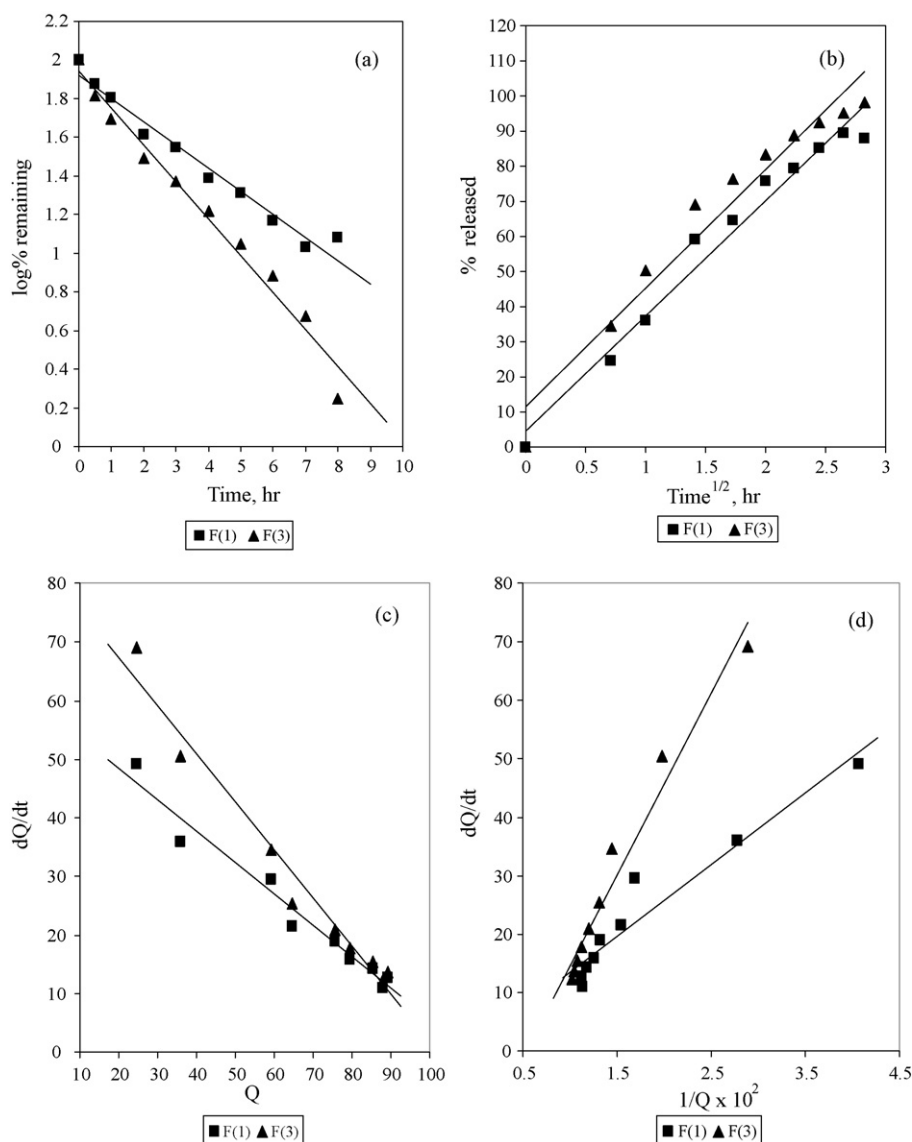 (a)
2.2
2
1.8
1.6
1.4
1.2
1
0.8
0.6
0.4
0.2
0
log% remaining
0 1 2 3 4 5 6 7 8 9 10
Time, hr
F(1) F(3)
(b)
120
110
100
90
80
70
60
50
40
30
20
10
0
% released
0 0.5 1 1.5 2 2.5 3
Time^1/2, hr
F(1) F(3)
(c)
80
70
60
50
40
30
20
10
0
dQ/dt
10 20 30 40 50 60 70 80 90 100
Q
F(1) F(3)
(d)
80
70
60
50
40
30
20
10
0
dQ/dt
0.5 1.5 2.5 3.5 4.5
1/Q x 10^2
F(1) F(3)